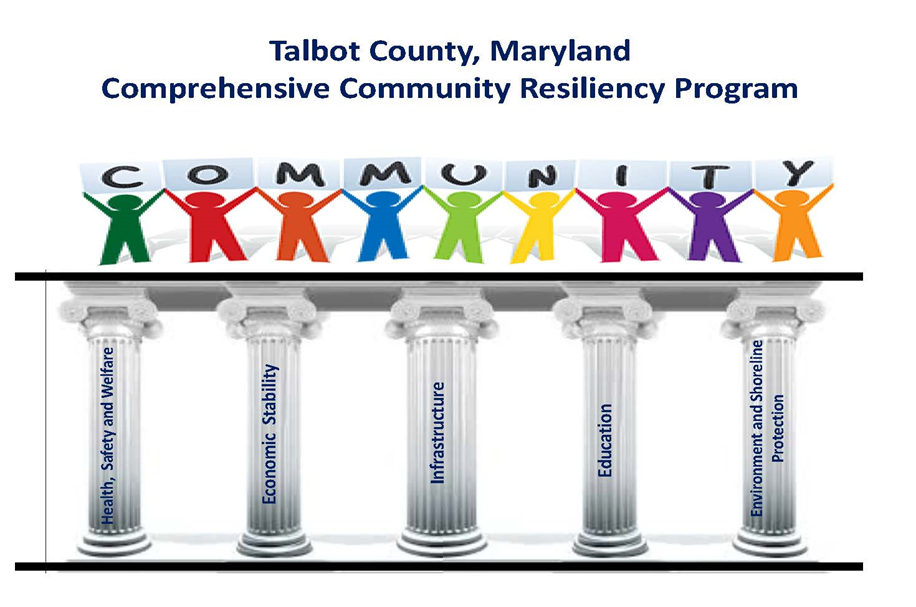 Talbot County, Maryland
Comprehensive Community Resiliency Program
COMMUNITY
Health, Safety and Welfare
Economic Stability
Infrastructure
Education
Environment and Shoreline
Protection